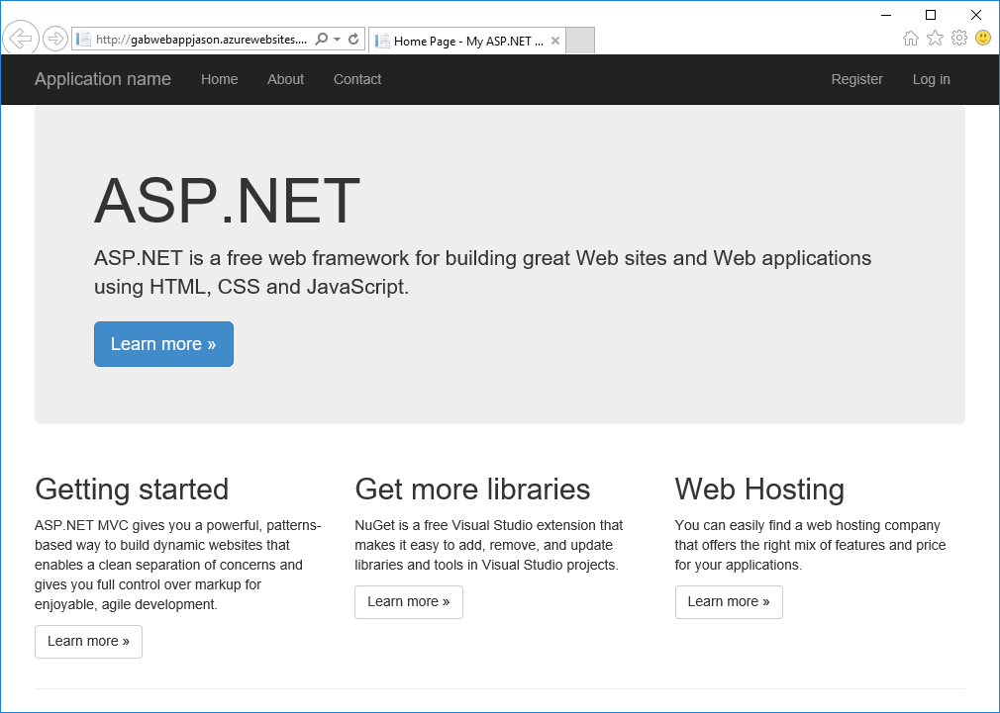 http://gabwebappjason.azurewebsites....
Home Page - My ASP.NET ...
Application name Home About Contact Register Log in
ASP.NET
ASP.NET is a free web framework for building great Web sites and Web applications
using HTML, CSS and JavaScript.
Learn more »
Getting started
ASP.NET MVC gives you a powerful, patterns-
based way to build dynamic websites that
enables a clean separation of concerns and
gives you full control over markup for
enjoyable, agile development.
Learn more »
Get more libraries
NuGet is a free Visual Studio extension that
makes it easy to add, remove, and update
libraries and tools in Visual Studio projects.
Learn more »
Web Hosting
You can easily find a web hosting company
that offers the right mix of features and price
for your applications.
Learn more »